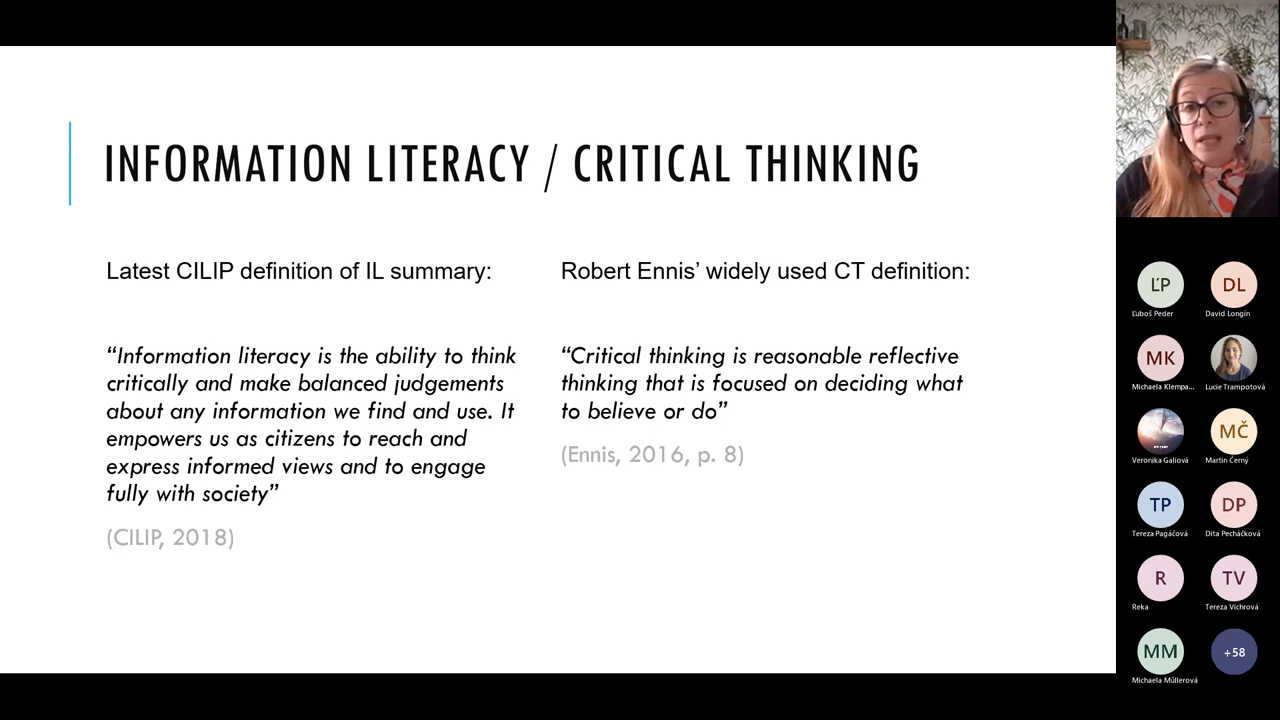 INFORMATION LITERACY / CRITICAL THINKING
Latest CILIP definition of IL summary:
“Information literacy is the ability to think
critically and make balanced judgements
about any information we find and use. It
empowers us as citizens to reach and
express informed views and to engage
fully with society”
(CILIP, 2018)
Robert Ennis’ widely used CT definition:
“Critical thinking is reasonable reflective
thinking that is focused on deciding what
to believe or do”
(Ennis, 2016, p. 8)
ĽP
DL
Ľuboš Peder
David Longin
MK
Michaela Klempa...
Lucie Trampotová
MČ
Veronika Galiová
Martin Černý
TP
DP
Tereza Pagáčová
Dita Pecháčková
R
TV
Reka
Tereza Vichrová
MM
+58
Michaela Müllerová